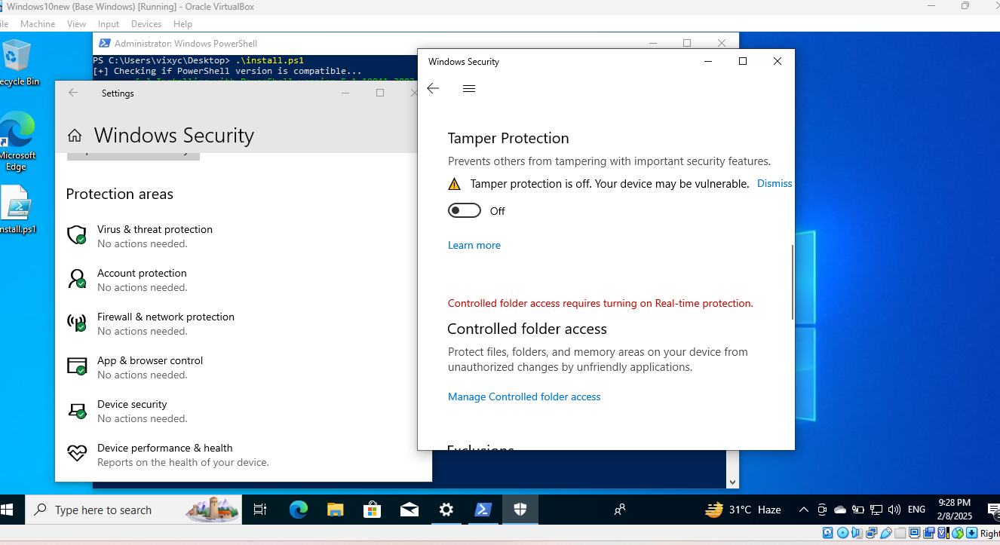 Windows10new (Base Windows) [Running] - Oracle VirtualBox
Machine View Input Devices Help
Administrator: Windows PowerShell
PS C:\Users\vixyc\Desktop> .\install.ps1
[+] Checking if PowerShell version is compatible...
Settings
Windows Security
Protection areas
Virus & threat protection
No actions needed.
Account protection
No actions needed.
Firewall & network protection
No actions needed.
App & browser control
No actions needed.
Device security
No actions needed.
Device performance & health
Reports on the health of your device.
Windows Security
Tamper Protection
Prevents others from tampering with important security features.
Tamper protection is off. Your device may be vulnerable. Dismiss
Off
Learn more
Controlled folder access requires turning on Real-time protection.
Controlled folder access
Protect files, folders, and memory areas on your device from
unauthorized changes by unfriendly applications.
Manage Controlled folder access
Exclusions
ecycle Bin
Microsoft
Edge
nstall.ps1
Type here to search
31°C Haze
ENG
9:28 PM
2/8/2025
Right